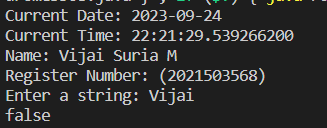 Current Date: 2023-09-24
Current Time: 22:21:29.539266200
Name: Vijai Suria M
Register Number: (2021503568)
Enter a string: Vijai
false